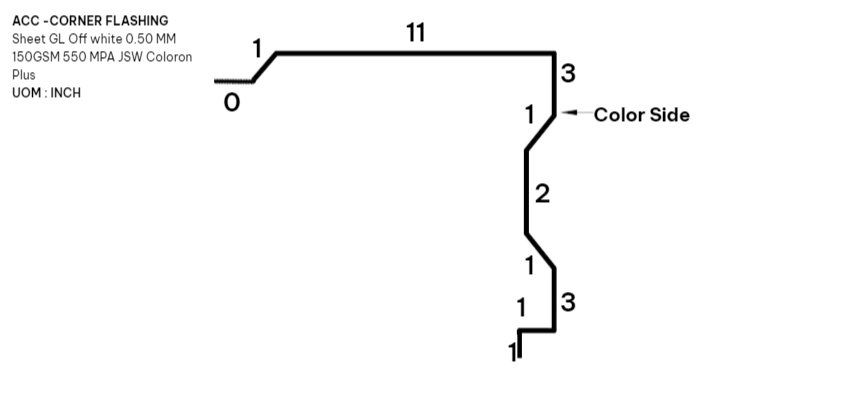 ACC -CORNER FLASHING
Sheet GL Off white 0.50 MM
150GSM 550 MPA JSW Coloron
Plus
UOM : INCH
11
1
0
3
1
Color Side
2
1
1
3
1